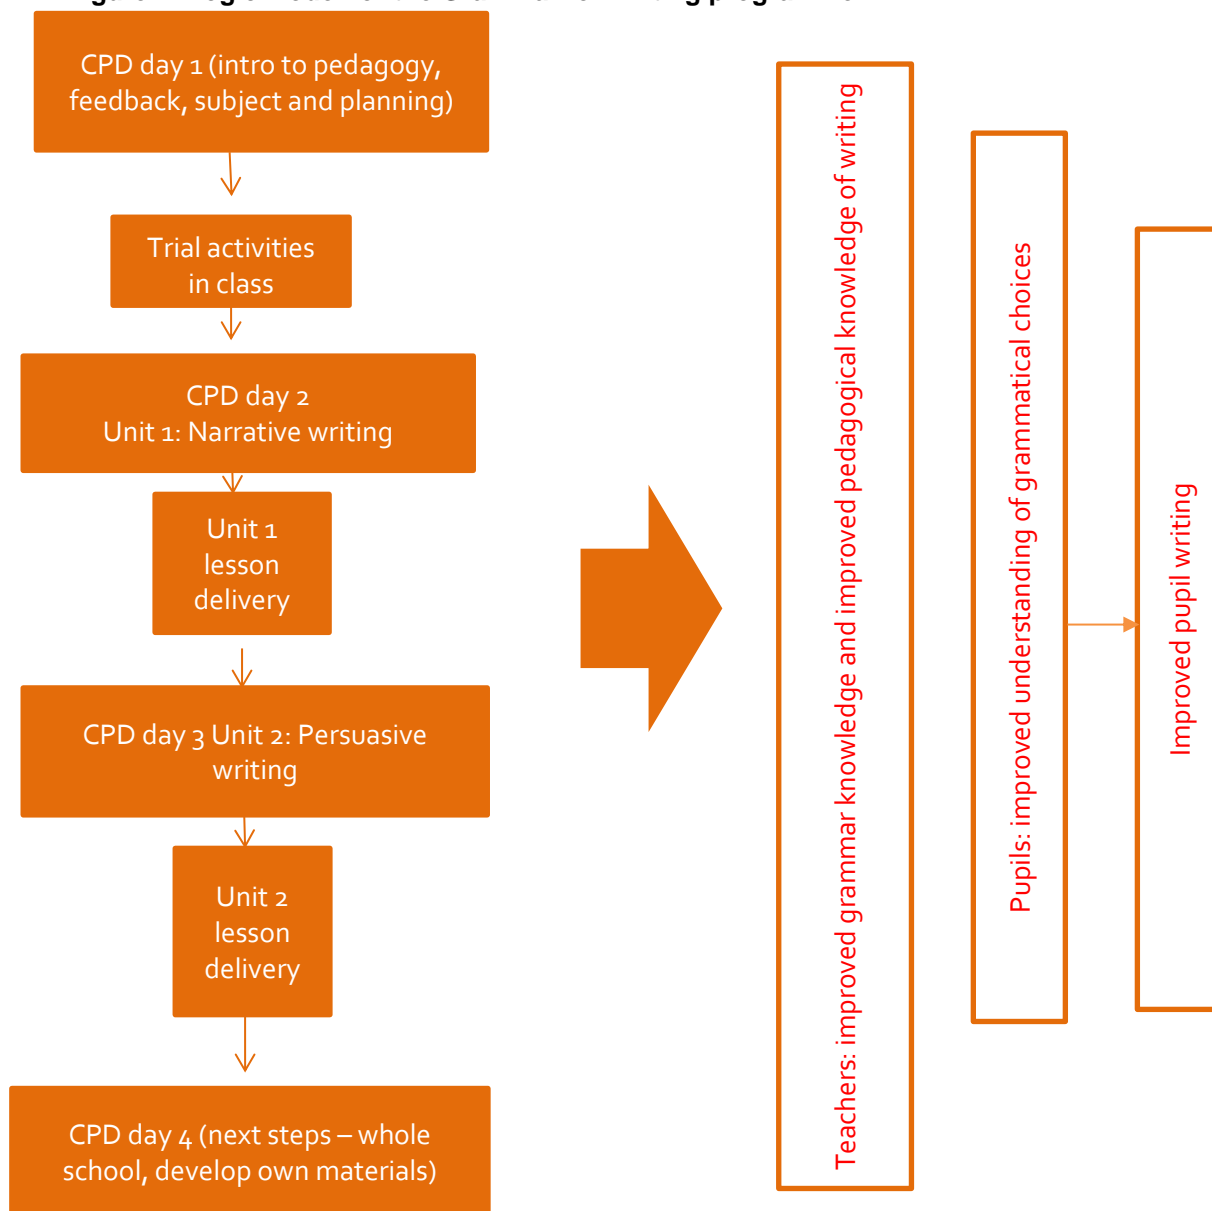 CPD day 1 (intro to pedagogy,
feedback, subject and planning)
Trial activities
in class
CPD day 2
Unit 1: Narrative writing
Unit 1
lesson
delivery
CPD day 3 Unit 2: Persuasive
writing
Unit 2
lesson
delivery
CPD day 4 (next steps – whole
school, develop own materials)
Teachers: improved grammar knowledge and improved pedagogical knowledge of writing
Pupils: improved understanding of grammatical choices
Improved pupil writing